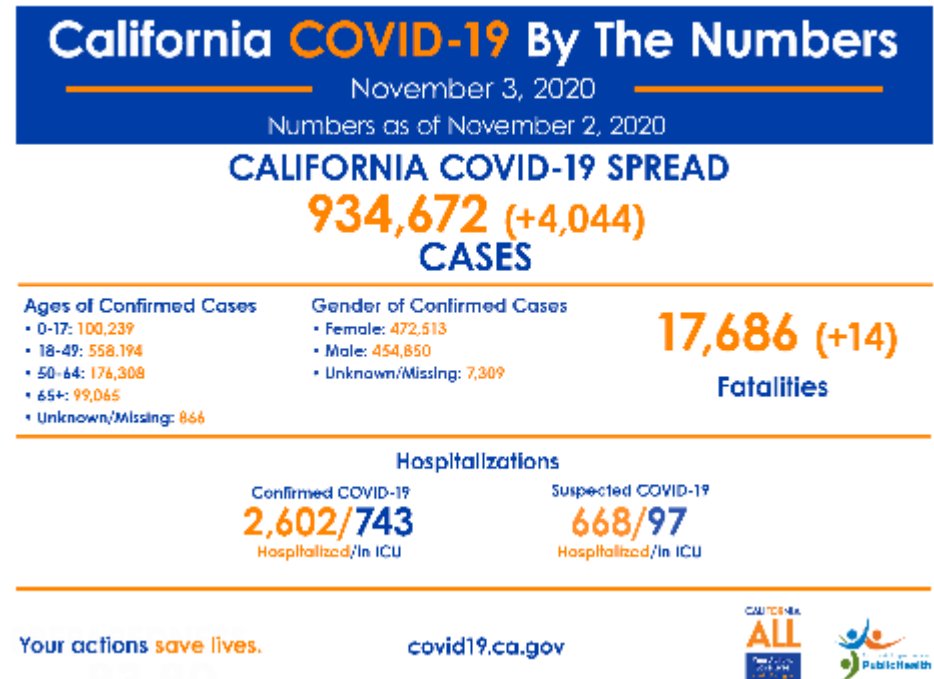 California COVID-19 By The Numbers
November 3, 2020
Numbers as of November 2, 2020
CALIFORNIA COVID-19 SPREAD
934,672 (+4,044)
CASES
Ages of Confirmed Cases
• 0-17: 100,239
• 18-49: 558,194
• 50-64: 176,308
• 65+: 99,065
• Unknown/Missing: 866
Gender of Confirmed Cases
• Female: 472,513
• Male: 454,850
• Unknown/Missing: 7,309
17,686 (+14)
Fatalities
Hospitalizations
Confirmed COVID-19
2,602/743
Hospitalized/in ICU
Suspected COVID-19
668/97
Hospitalized/in ICU
Your actions save lives.
covid19.ca.gov
CALIFORNIA
ALL
PublicHealth